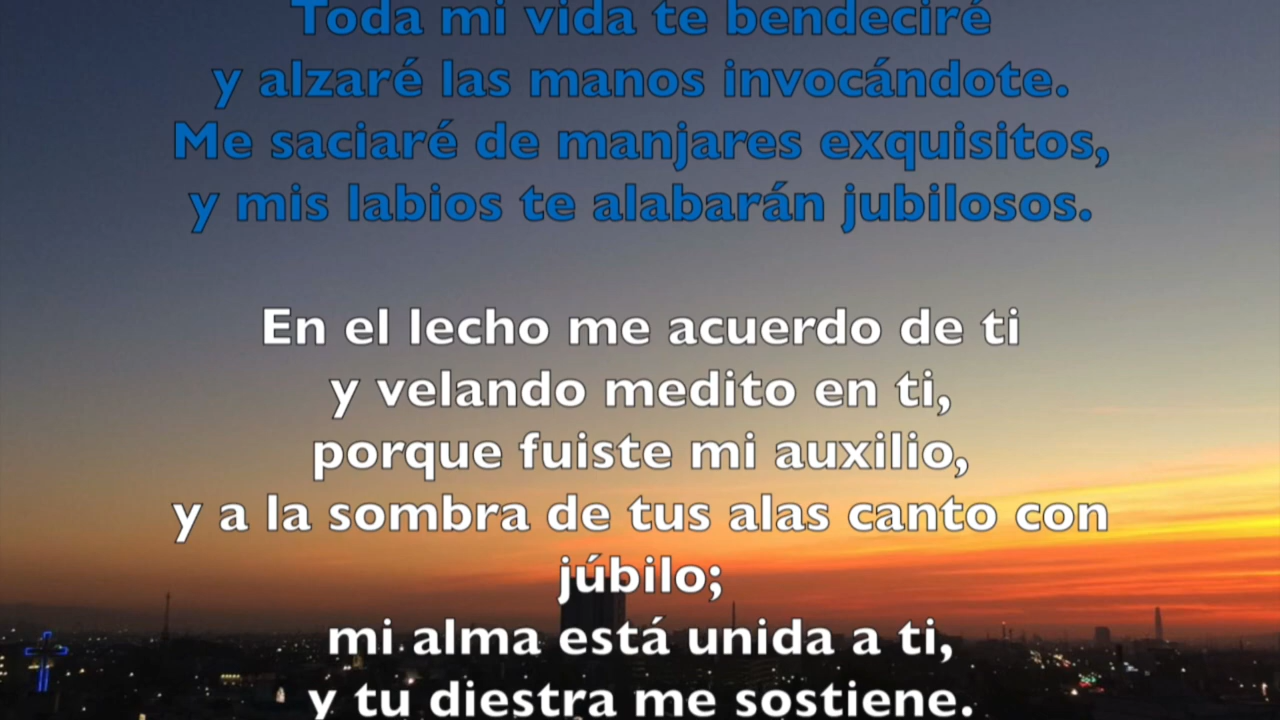 Toda mi vida te bendeciré
y alzaré las manos invocándote.
Me saciaré de manjares exquisitos,
y mis labios te alabarán jubilosos.
En el lecho me acuerdo de ti
y velando medito en ti,
porque fuiste mi auxilio,
y a la sombra de tus alas canto con
júbilo;
mi alma está unida a ti,
y tu diestra me sostiene.